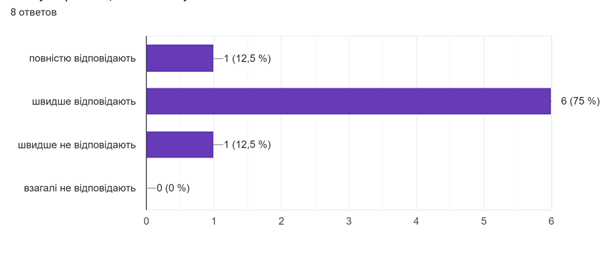 8 ответов
повністю відповідають
1 (12,5 %)
швидше відповідають
6 (75 %)
швидше не відповідають
1 (12,5 %)
взагалі не відповідають
0 (0 %)
0 1 2 3 4 5 6